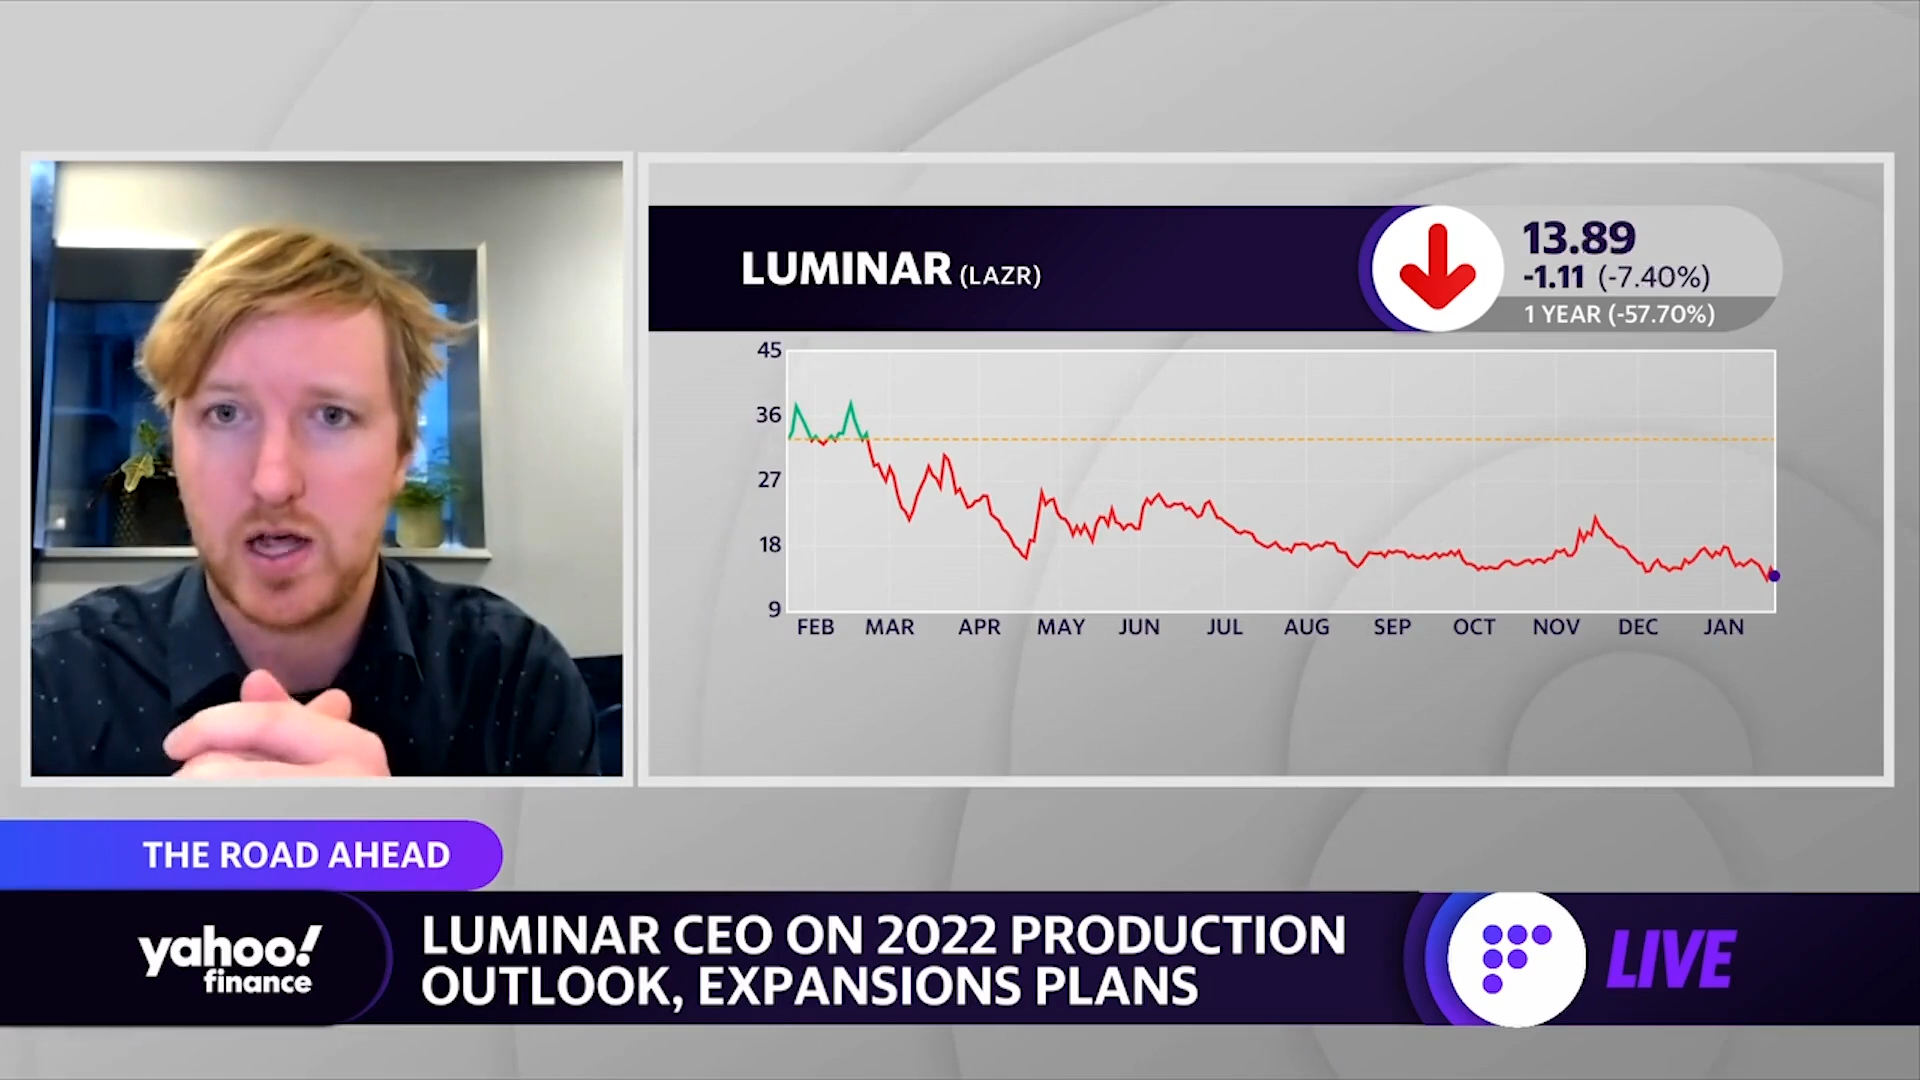 LUMINAR (LAZR)
13.89
-1.11 (-7.40%)
1 YEAR (-57.70%)
45
36
27
18
9
FEB MAR APR MAY JUN JUL AUG SEP OCT NOV DEC JAN
THE ROAD AHEAD
yahoo!
finance
LUMINAR CEO ON 2022 PRODUCTION
OUTLOOK, EXPANSIONS PLANS
LIVE